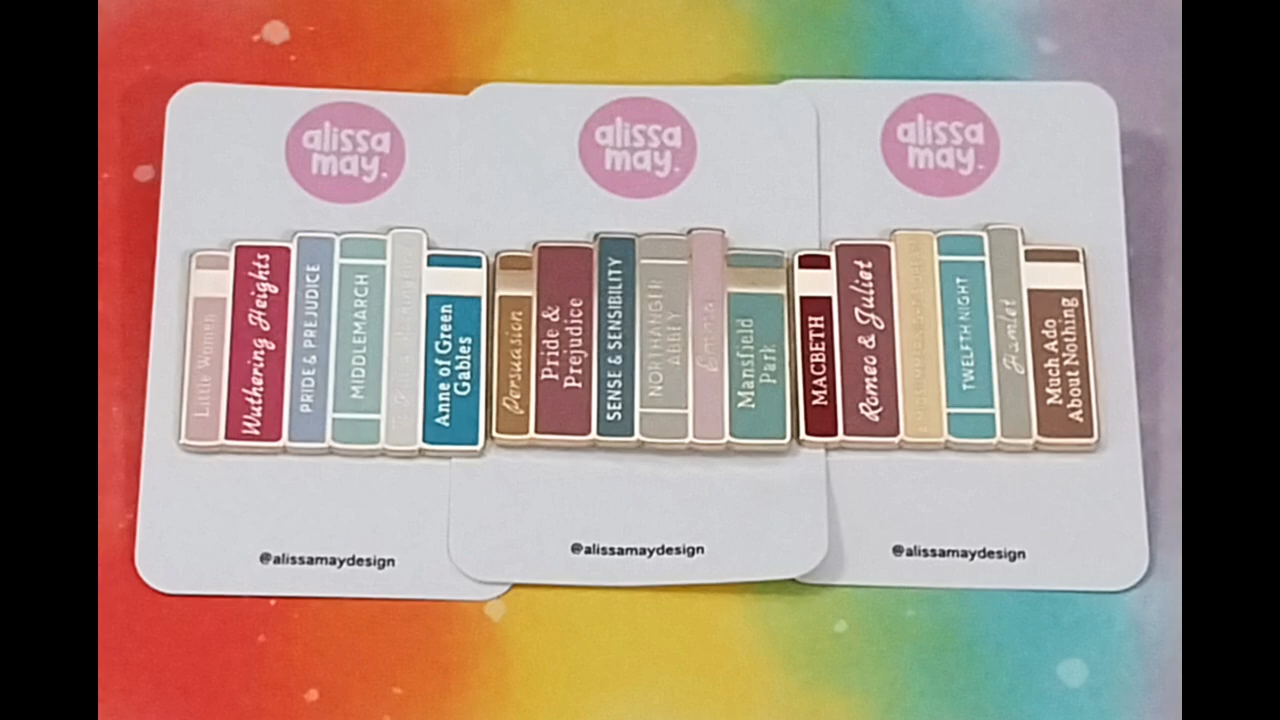 alissa
may.
Little Women
Wuthering Heights
PRIDE & PREJUDICE
MIDDLEMARCH
Anne of Green
Gables
@alissamaydesign
alissa
may.
Persuasion
Pride &
Prejudice
SENSE & SENSIBILITY
NORTHANGER
ABBEY
Emma
Mansfield
Park
@alissamaydesign
alissa
may.
MACBETH
Romeo & Juliet
TWELFTH NIGHT
Hamlet
Much Ado
About Nothing
@alissamaydesign